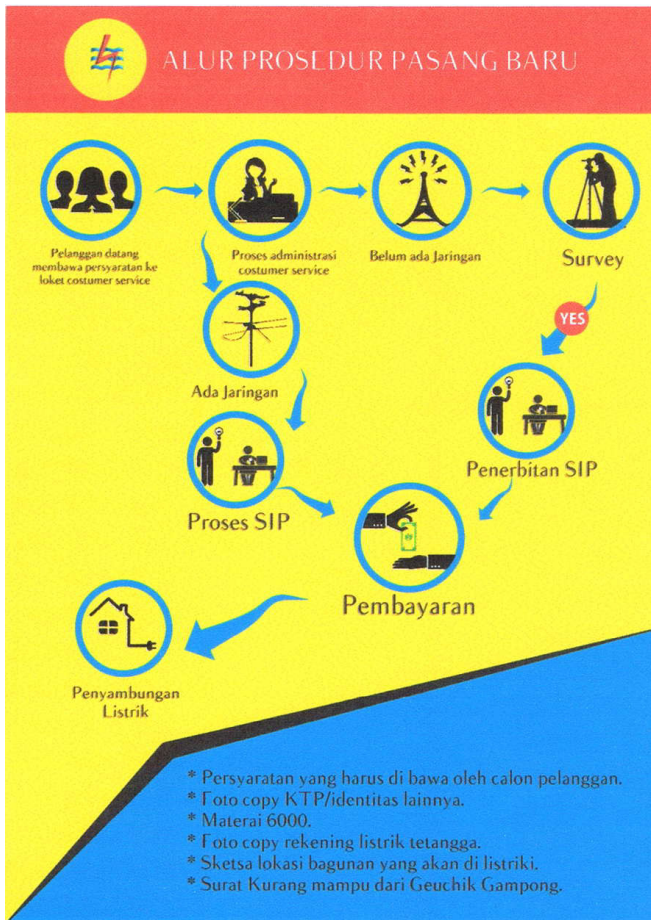 ALUR PROSEDUR PASANG BARU
Pelanggan datang
membawa persyaratan ke
loket costumer service
Proses administrasi
costumer service
Belum ada Jaringan
Survey
YES
Ada Jaringan
Penerbitan SIP
Proses SIP
Pembayaran
Penyambungan
Listrik
* Persyaratan yang harus di bawa oleh calon pelanggan.
* Foto copy KTP/identitas lainnya.
* Materai 6000.
* Foto copy rekening listrik tetangga.
* Sketsa lokasi bagunan yang akan di listriki.
* Surat Kurang mampu dari Geuchik Gampong.